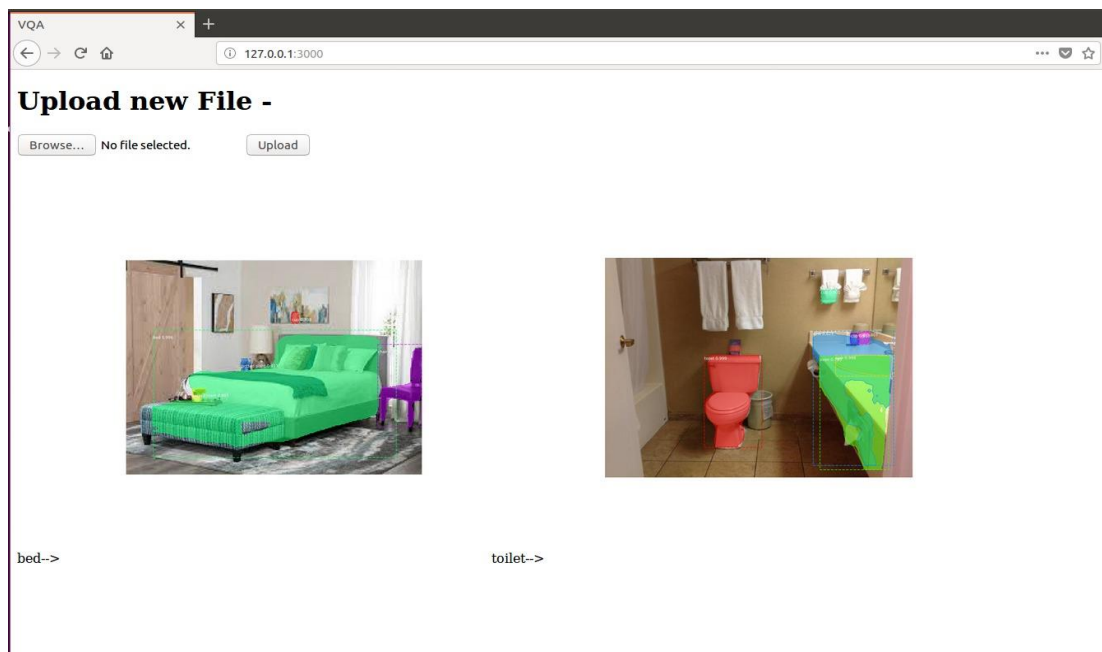 VQA
127.0.0.1:3000
Upload new File -
Browse... No file selected. Upload
bed-->
toilet-->